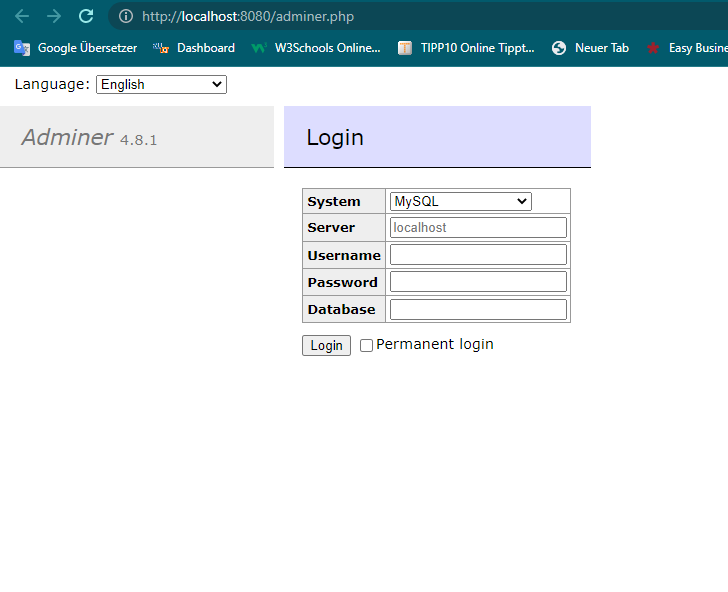 http://localhost:8080/adminer.php
Google Übersetzer Dashboard W3Schools Online... TIPP10 Online Tippt... Neuer Tab Easy Busine
Language: English
Adminer 4.8.1
Login
System MySQL
Server localhost
Username
Password
Database
Login Permanent login